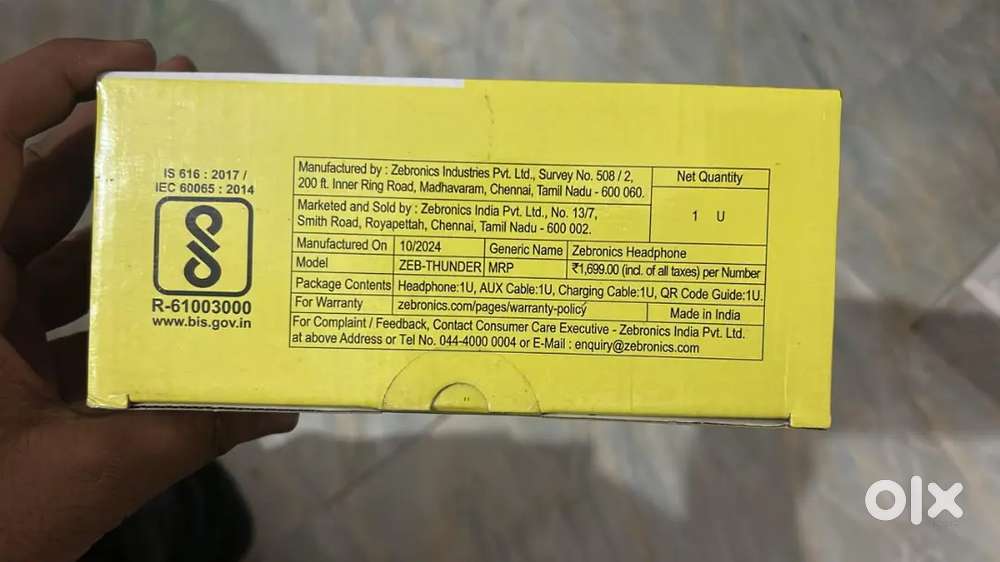 IS 616 : 2017 /
IEC 60065 : 2014
R-61003000
www.bis.gov.in
Manufactured by : Zebronics Industries Pvt. Ltd., Survey No. 508 / 2,
200 ft. Inner Ring Road, Madhavaram, Chennai, Tamil Nadu - 600 060.
Net Quantity
1 U
Marketed and Sold by : Zebronics India Pvt. Ltd., No. 13/7,
Smith Road, Royapettah, Chennai, Tamil Nadu - 600 002.
Manufactured On 10/2024 Generic Name Zebronics Headphone
Model ZEB-THUNDER MRP ₹1,699.00 (incl. of all taxes) per Number
Package Contents Headphone:1U, AUX Cable:1U, Charging Cable:1U, QR Code Guide:1U.
For Warranty zebronics.com/pages/warranty-policy Made in India
For Complaint / Feedback, Contact Consumer Care Executive - Zebronics India Pvt. Ltd.
at above Address or Tel No. 044-4000 0004 or E-Mail : enquiry@zebronics.com
olx